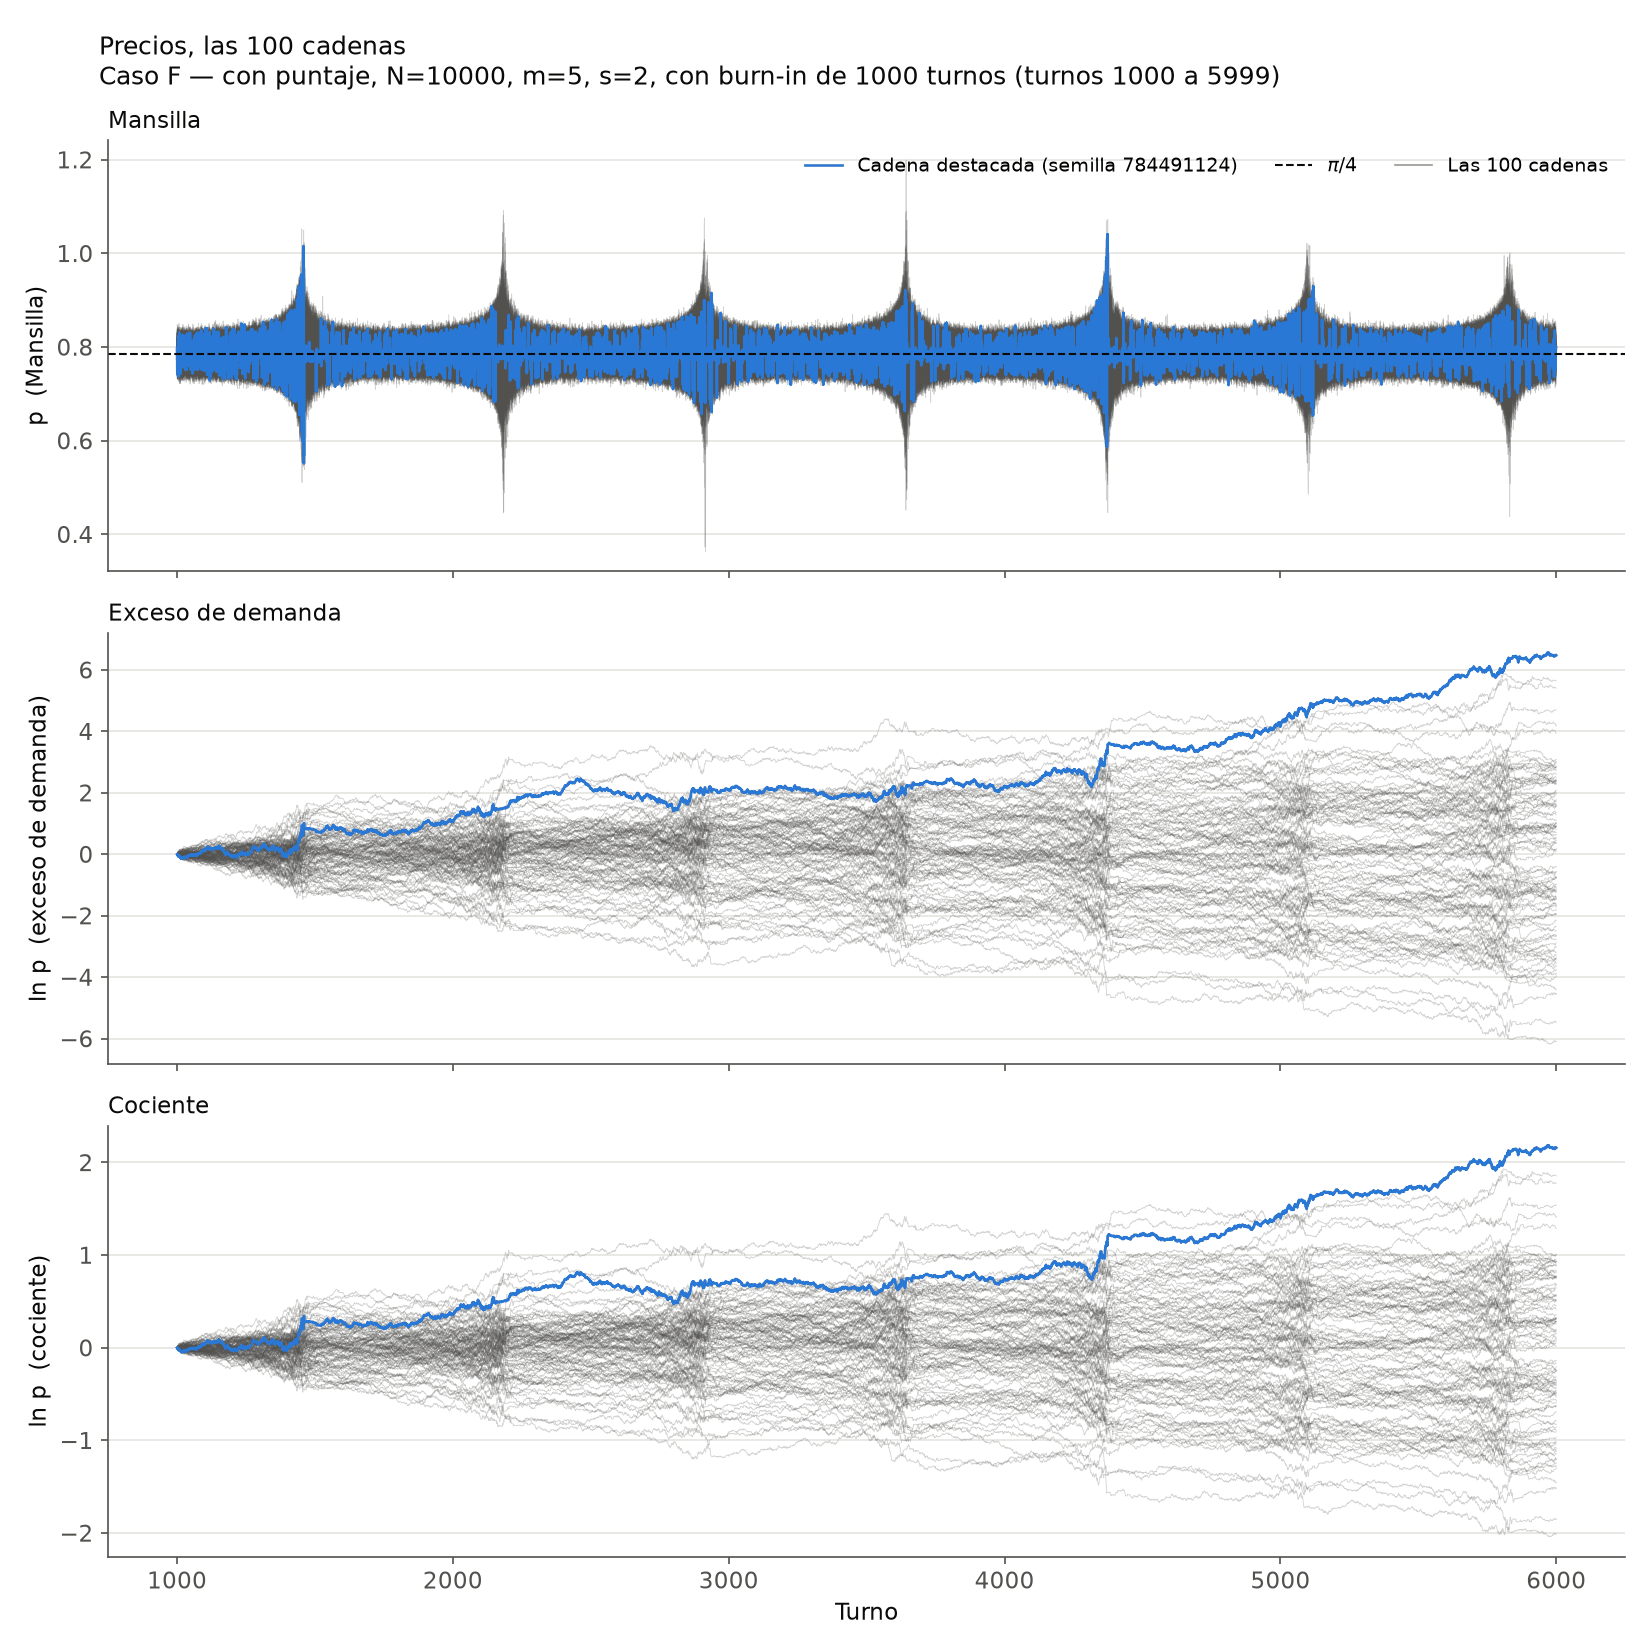 Precios, las 100 cadenas
Caso F — con puntaje, N=10000, m=5, s=2, con burn-in de 1000 turnos (turnos 1000 a 5999)
Mansilla
Cadena destacada (semilla 784491124)
π/4
Las 100 cadenas
p (Mansilla)
1.2
1.0
0.8
0.6
0.4
Exceso de demanda
ln p (exceso de demanda)
6
4
2
0
−2
−4
−6
Cociente
ln p (cociente)
2
1
0
−1
−2
1000
2000
3000
4000
5000
6000
Turno